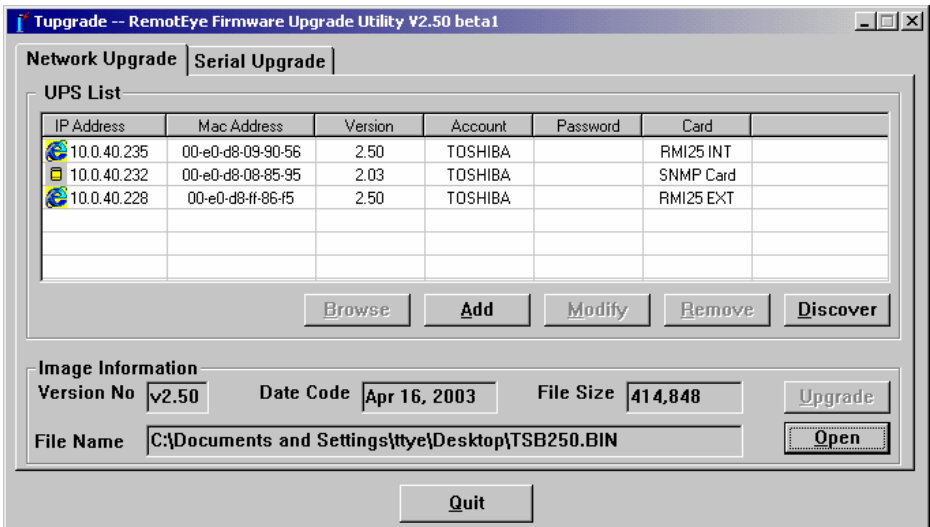 Tupgrade -- RemotEye Firmware Upgrade Utility V2.50 beta1
Network Upgrade Serial Upgrade
UPS List
IP Address Mac Address Version Account Password Card
10.0.40.235 00-e0-d8-09-90-56 2.50 TOSHIBA RMI25 INT
10.0.40.232 00-e0-d8-08-85-95 2.03 TOSHIBA SNMP Card
10.0.40.228 00-e0-d8-ff-86-f5 2.50 TOSHIBA RMI25 EXT
Browse Add Modify Remove Discover
Image Information
Version No v2.50 Date Code Apr 16, 2003 File Size 414,848 Upgrade
File Name C:\Documents and Settings\ttye\Desktop\TSB250.BIN Open
Quit